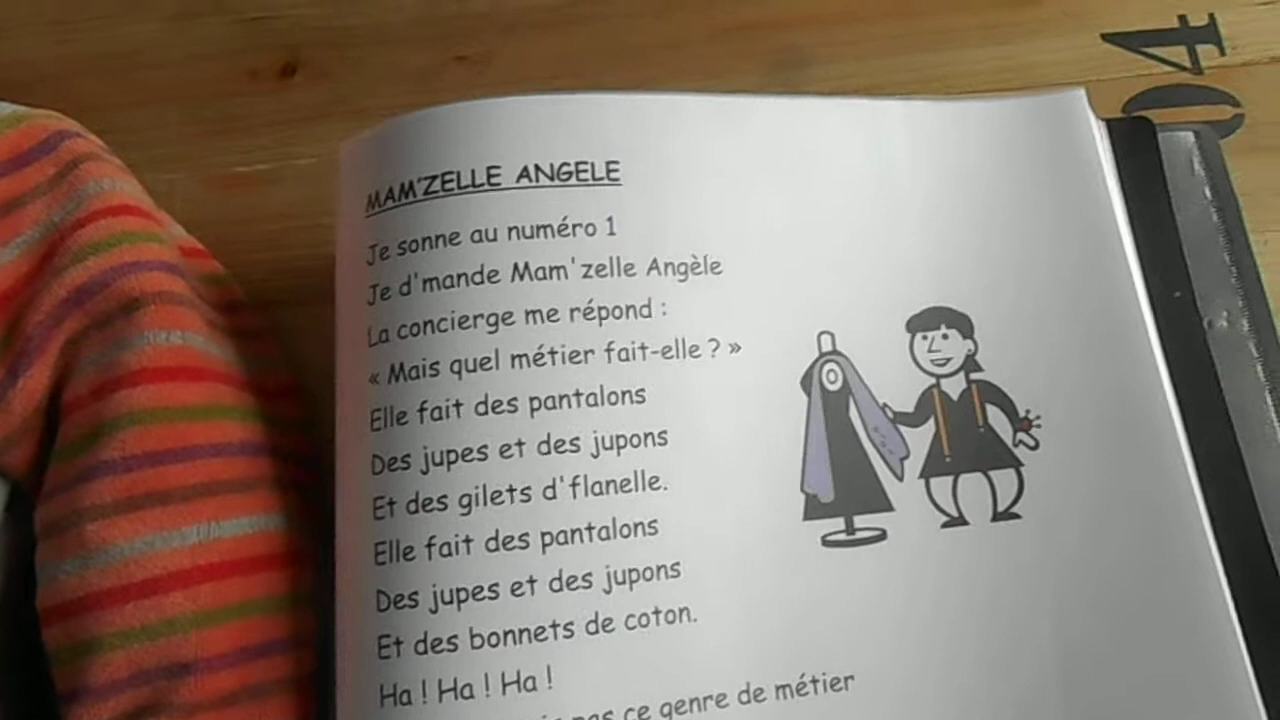 04
MAM'ZELLE ANGELE
Je sonne au numéro 1
Je d'mande Mam'zelle Angèle
La concierge me répond :
« Mais quel métier fait-elle ? »
Elle fait des pantalons
Des jupes et des jupons
Et des gilets d'flanelle.
Elle fait des pantalons
Des jupes et des jupons
Et des bonnets de coton.
Ha ! Ha ! Ha !
pas ce genre de métier